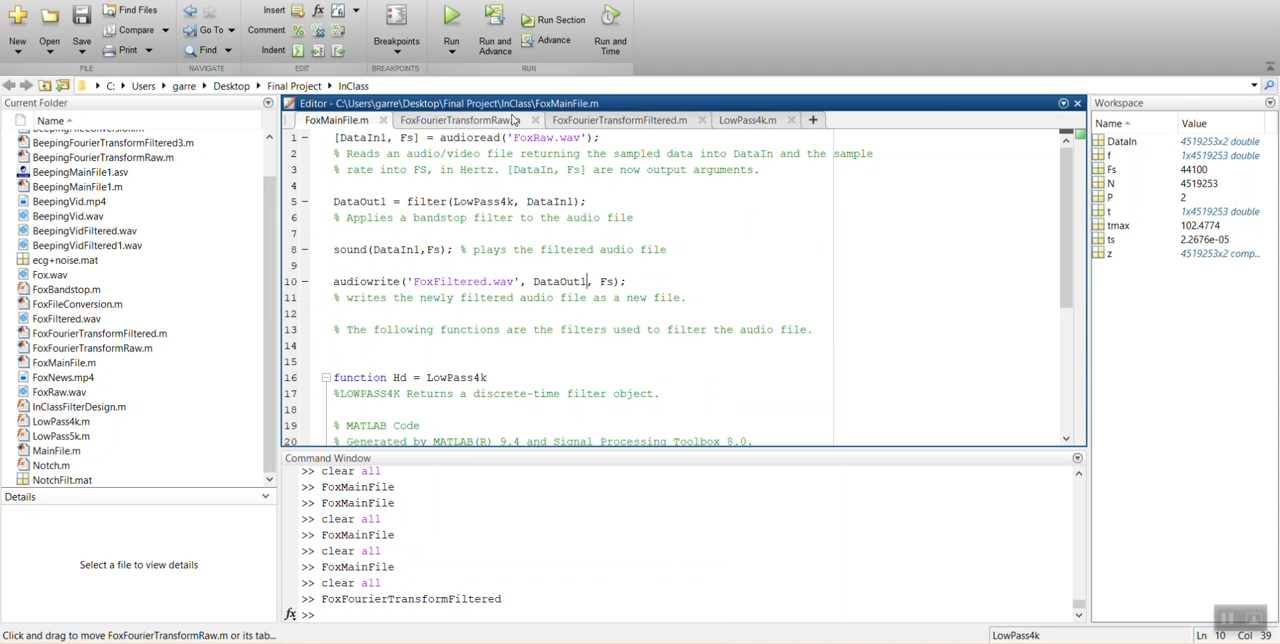 New
Open
Save
Find Files
Compare
Print
FILE
Go To
Find
NAVIGATE
Insert
fx
Comment
Indent
EDIT
Breakpoints
BREAKPOINTS
Run
Run and Advance
Run Section
Advance
Run and Time
RUN
C: Users garre Desktop Final Project InClass
Current Folder
Name
BeepingFileConversion.m
BeepingFourierTransformFiltered3.m
BeepingFourierTransformRaw.m
BeepingMainFile1.asv
BeepingMainFile1.m
BeepingVid.mp4
BeepingVid.wav
BeepingVidFiltered.wav
BeepingVidFiltered1.wav
ecg+noise.mat
Fox.wav
FoxBandstop.m
FoxFileConversion.m
FoxFiltered.wav
FoxFourierTransformFiltered.m
FoxFourierTransformRaw.m
FoxMainFile.m
FoxNews.mp4
FoxRaw.wav
InClassFilterDesign.m
LowPass4k.m
LowPass5k.m
MainFile.m
Notch.m
NotchFilt.mat
Details
Select a file to view details
Editor - C:\Users\garre\Desktop\Final Project\InClass\FoxMainFile.m
FoxMainFile.m FoxFourierTransformRaw.m FoxFourierTransformFiltered.m LowPass4k.m
1 [DataIn1, Fs] = audioread('FoxRaw.wav');
2 % Reads an audio/video file returning the sampled data into DataIn and the sample
3 % rate into FS, in Hertz. [DataIn, Fs] are now output arguments.
4
5 DataOut1 = filter(LowPass4k, DataIn1);
6 % Applies a bandstop filter to the audio file
7
8 sound(DataIn1,Fs); % plays the filtered audio file
9
10 audiowrite('FoxFiltered.wav', DataOut1, Fs);
11 % writes the newly filtered audio file as a new file.
12
13 % The following functions are the filters used to filter the audio file.
14
15
16 function Hd = LowPass4k
17 %LOWPASS4K Returns a discrete-time filter object.
18
19 % MATLAB Code
20 % Generated by MATLAB(R) 9.4 and Signal Processing Toolbox 8.0.
Command Window
>> clear all
>> FoxMainFile
>> FoxMainFile
>> clear all
>> FoxMainFile
>> clear all
>> FoxMainFile
>> clear all
>> FoxFourierTransformFiltered
fx >>
Workspace
Name Value
DataIn 4519253x2 double
f 1x4519253 double
Fs 44100
N 4519253
P 2
t 1x4519253 double
tmax 102.4774
ts 2.2676e-05
z 4519253x2 comp...
Click and drag to move FoxFourierTransformRaw.m or its tab...
LowPass4k
Ln 10 Col 39